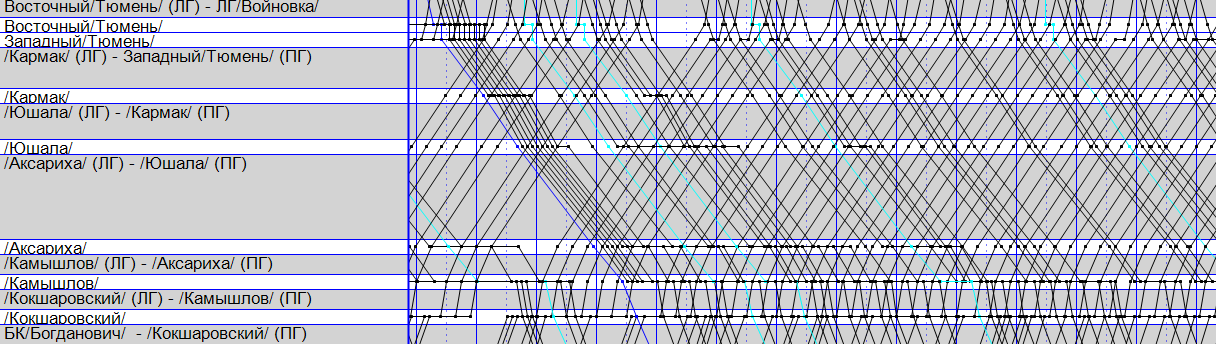 Восточный/Тюмень/ (ЛГ) - ЛГ/Войновка/
Восточный/Тюмень/
Западный/Тюмень/
/Кармак/ (ЛГ) - Западный/Тюмень/ (ПГ)
/Кармак/
/Юшала/ (ЛГ) - /Кармак/ (ПГ)
/Юшала/
/Аксариха/ (ЛГ) - /Юшала/ (ПГ)
/Аксариха/
/Камышлов/ (ЛГ) - /Аксариха/ (ПГ)
/Камышлов/
/Кокшаровский/ (ЛГ) - /Камышлов/ (ПГ)
/Кокшаровский/
БК/Богданович/ - /Кокшаровский/ (ПГ)